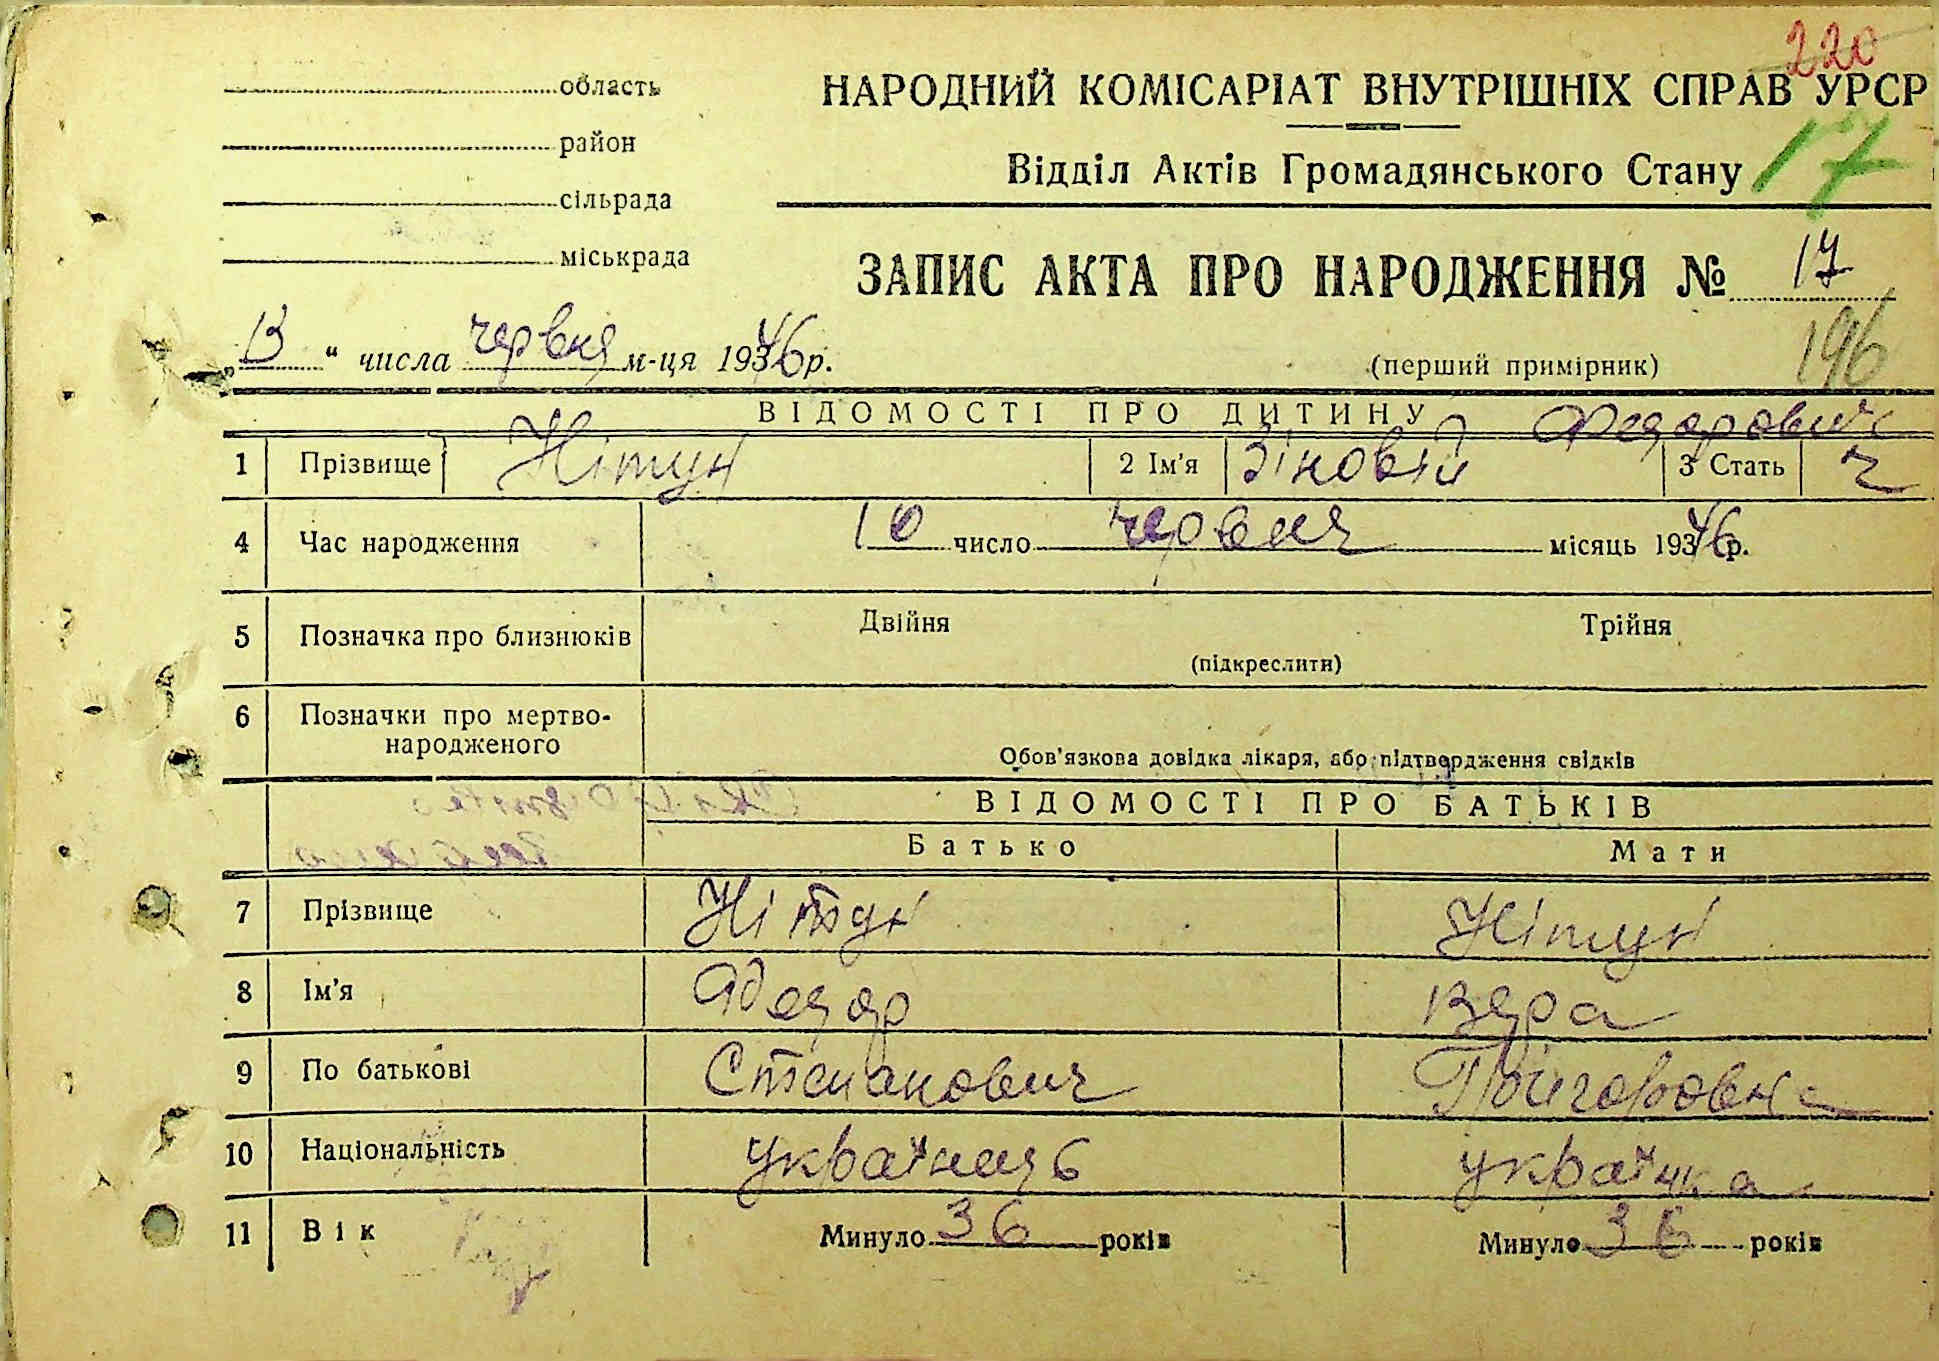 220
область
НАРОДНИЙ КОМІСАРІАТ ВНУТРІШНІХ СПРАВ УРСР
район
Відділ Актів Громадянського Стану
17
сільрада
міськрада
ЗАПИС АКТА ПРО НАРОДЖЕННЯ № 17
13 " числа червня м-ця 1946 р.
(перший примірник)
196
ВІДОМОСТІ ПРО ДИТИНУ
Федорович
1 Прізвище Нітун 2 Ім'я Зіновій 3 Стать ч
4 Час народження 10 число червня місяць 1946 р.
5 Позначка про близнюків Двійня Трійня
(підкреслити)
6 Позначки про мертво-
народженого
Обов'язкова довідка лікаря, або підтвердження свідків
ВІДОМОСТІ ПРО БАТЬКІВ
Батько Мати
7 Прізвище Нітун Нітун
8 Ім'я Федор Вера
9 По батькові Степанович Григоровна
10 Національність українець українка
11 Вік Минуло 36 років Минуло 36 років